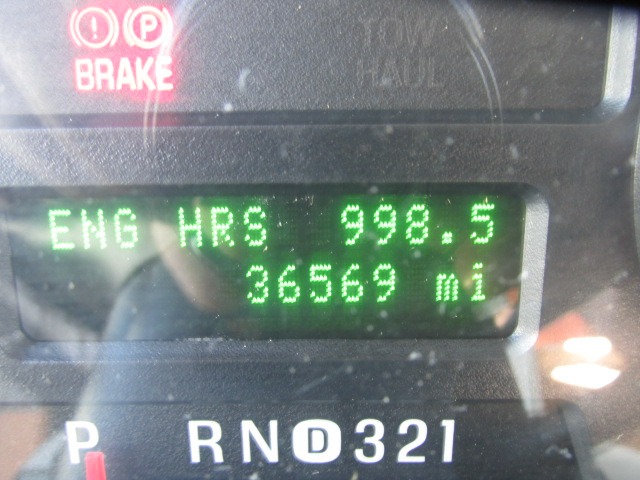 (!) (P)
BRAKE
TOW
HAUL
ENG HRS 998.5
36569 mi
P RND321